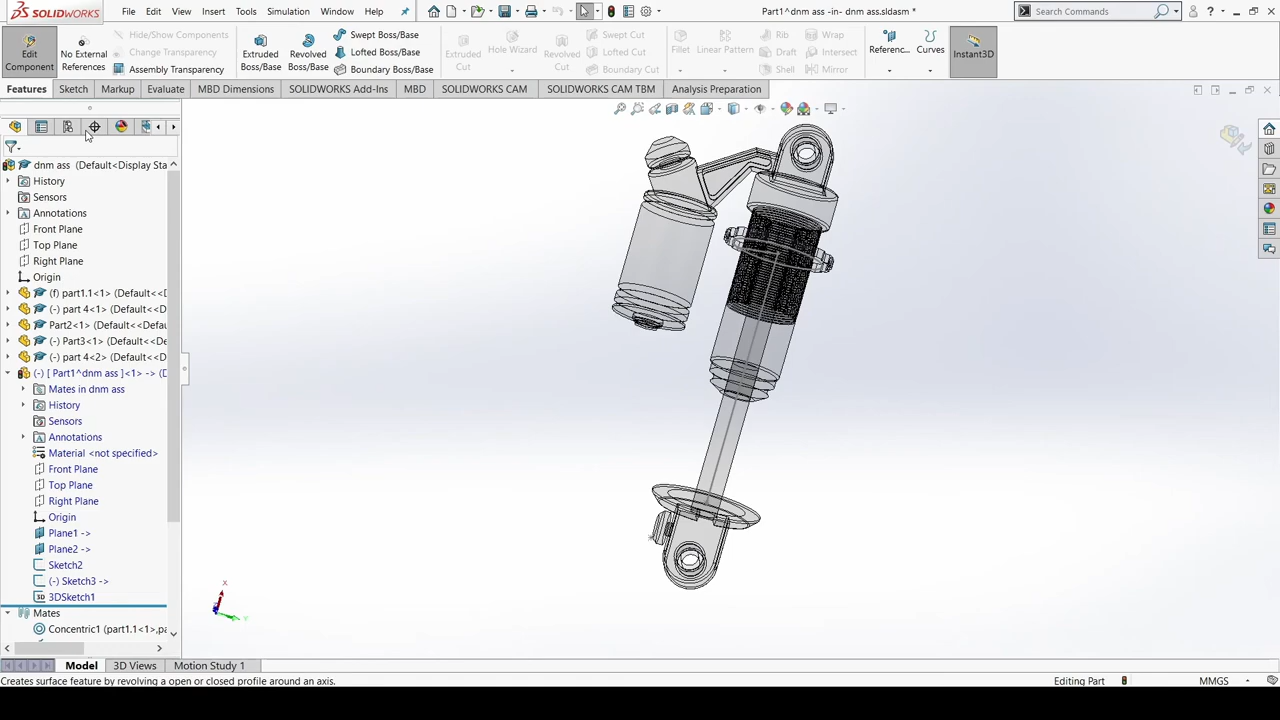 SOLIDWORKS
File Edit View Insert Tools Simulation Window Help
Part1^dnm ass -in- dnm ass.sldasm *
Search Commands
Edit Component
No External References
Hide/Show Components
Change Transparency
Assembly Transparency
Extruded Boss/Base
Revolved Boss/Base
Swept Boss/Base
Lofted Boss/Base
Boundary Boss/Base
Extruded Cut
Hole Wizard
Revolved Cut
Swept Cut
Lofted Cut
Boundary Cut
Fillet
Linear Pattern
Rib
Draft
Shell
Wrap
Intersect
Mirror
Referenc...
Curves
Instant3D
Features Sketch Markup Evaluate MBD Dimensions SOLIDWORKS Add-Ins MBD SOLIDWORKS CAM SOLIDWORKS CAM TBM Analysis Preparation
dnm ass (Default<Display Sta
History
Sensors
Annotations
Front Plane
Top Plane
Right Plane
Origin
(f) part1.1<1> (Default<<D
(-) part 4<1> (Default<<D
Part2<1> (Default<<Defau
(-) Part3<1> (Default<<De
(-) part 4<2> (Default<<D
(-) [ Part1^dnm ass ]<1> -> (D
Mates in dnm ass
History
Sensors
Annotations
Material <not specified>
Front Plane
Top Plane
Right Plane
Origin
Plane1 ->
Plane2 ->
Sketch2
(-) Sketch3 ->
3D 3DSketch1
Mates
Concentric1 (part1.1<1>,pa
X
Y
Model 3D Views Motion Study 1
Creates surface feature by revolving a open or closed profile around an axis.
Editing Part
MMGS